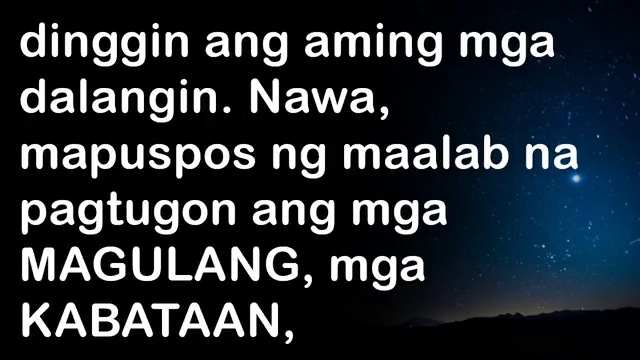 dinggin ang aming mga
dalangin. Nawa,
mapuspos ng maalab na
pagtugon ang mga
MAGULANG, mga
KABATAAN,